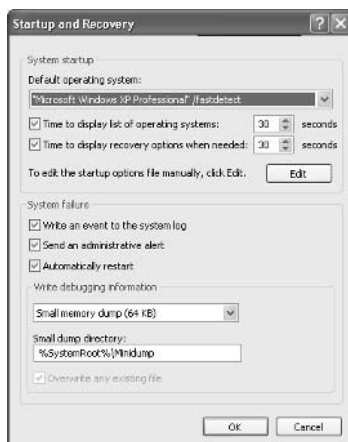 Startup and Recovery
System startup
Default operating system:
"Microsoft Windows XP Professional" /fastdetect
Time to display list of operating systems: 30 seconds
Time to display recovery options when needed: 30 seconds
To edit the startup options file manually, click Edit. Edit
System failure
Write an event to the system log
Send an administrative alert
Automatically restart
Write debugging information
Small memory dump (64 KB)
Small dump directory:
%SystemRoot%\Minidump
Overwrite any existing file
OK Cancel